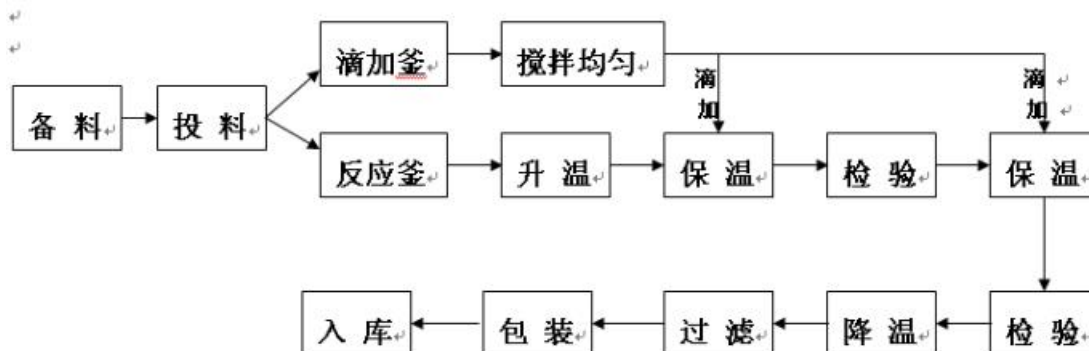 滴加釜
搅拌均匀
滴加
滴加
备 料
投 料
反应釜
升 温
保 温
检 验
保 温
入 库
包 装
过 滤
降 温
检 验